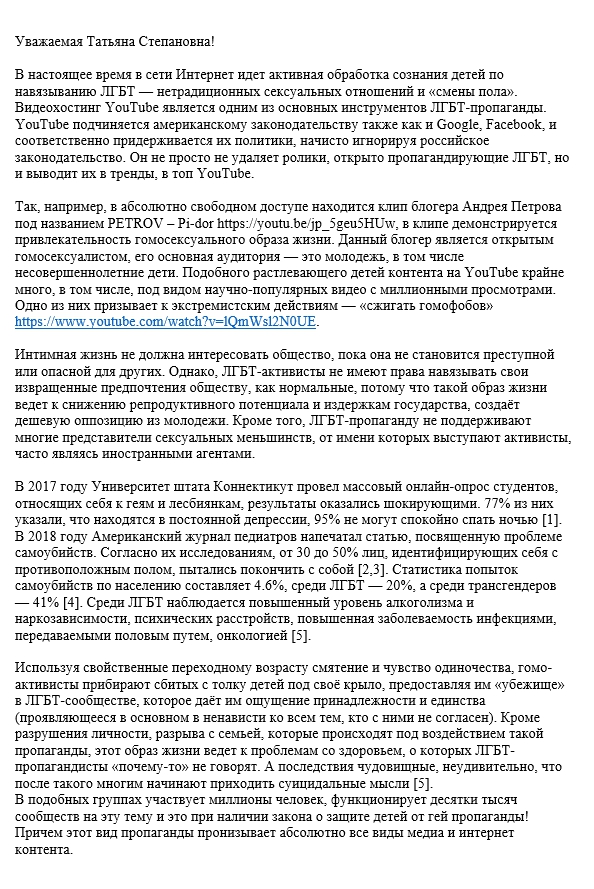 Уважаемая Татьяна Степановна!
В настоящее время в сети Интернет идет активная обработка сознания детей по
навязыванию ЛГБТ — нетрадиционных сексуальных отношений и «смены пола».
Видеохостинг YouTube является одним из основных инструментов ЛГБТ-пропаганды.
YouTube подчиняется американскому законодательству также как и Google, Facebook, и
соответственно придерживается их политики, начисто игнорируя российское
законодательство. Он не просто не удаляет ролики, открыто пропагандирующие ЛГБТ, но
и выводит их в тренды, в топ YouTube.
Так, например, в абсолютно свободном доступе находится клип блогера Андрея Петрова
под названием PETROV – Pi-dor https://youtu.be/jp_5geu5HUw, в клипе демонстрируется
привлекательность гомосексуального образа жизни. Данный блогер является открытым
гомосексуалистом, его основная аудитория — это молодежь, в том числе
несовершеннолетние дети. Подобного растлевающего детей контента на YouTube крайне
много, в том числе, под видом научно-популярных видео с миллионными просмотрами.
Одно из них призывает к экстремистским действиям — «сжигать гомофобов»
https://www.youtube.com/watch?v=lQmWsl2N0UE.
Интимная жизнь не должна интересовать общество, пока она не становится преступной
или опасной для других. Однако, ЛГБТ-активисты не имеют права навязывать свои
извращенные предпочтения обществу, как нормальные, потому что такой образ жизни
ведет к снижению репродуктивного потенциала и издержкам государства, создаёт
дешевую оппозицию из молодежи. Кроме того, ЛГБТ-пропаганду не поддерживают
многие представители сексуальных меньшинств, от имени которых выступают активисты,
часто являясь иностранными агентами.
В 2017 году Университет штата Коннектикут провел массовый онлайн-опрос студентов,
относящих себя к геям и лесбиянкам, результаты оказались шокирующими. 77% из них
указали, что находятся в постоянной депрессии, 95% не могут спокойно спать ночью [1].
В 2018 году Американский журнал педиатров напечатал статью, посвященную проблеме
самоубийств. Согласно их исследованиям, от 30 до 50% лиц, идентифицирующих себя с
противоположным полом, пытались покончить с собой [2,3]. Статистика попыток
самоубийств по населению составляет 4.6%, среди ЛГБТ — 20%, а среди трансгендеров
— 41% [4]. Среди ЛГБТ наблюдается повышенный уровень алкоголизма и
наркозависимости, психических расстройств, повышенная заболеваемость инфекциями,
передаваемыми половым путем, онкологией [5].
Используя свойственные переходному возрасту смятение и чувство одиночества, гомо-
активисты прибирают сбитых с толку детей под своё крыло, предоставляя им «убежище»
в ЛГБТ-сообществе, которое даёт им ощущение принадлежности и единства
(проявляющееся в основном в ненависти ко всем тем, кто с ними не согласен). Кроме
разрушения личности, разрыва с семьей, которые происходят под воздействием такой
пропаганды, этот образ жизни ведет к проблемам со здоровьем, о которых ЛГБТ-
пропагандисты «почему-то» не говорят. А последствия чудовищные, неудивительно, что
после такого многим начинают приходить суицидальные мысли [5].
В подобных группах участвует миллионы человек, функционирует десятки тысяч
сообществ на эту тему и это при наличии закона о защите детей от гей пропаганды!
Причем этот вид пропаганды пронизывает абсолютно все виды медиа и интернет
контента.